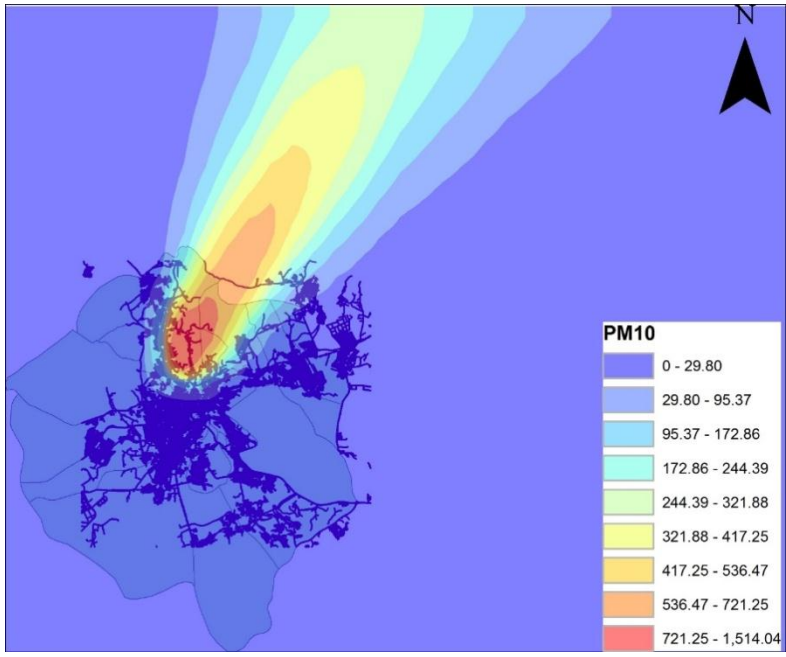 N
PM10
0 - 29.80
29.80 - 95.37
95.37 - 172.86
172.86 - 244.39
244.39 - 321.88
321.88 - 417.25
417.25 - 536.47
536.47 - 721.25
721.25 - 1,514.04